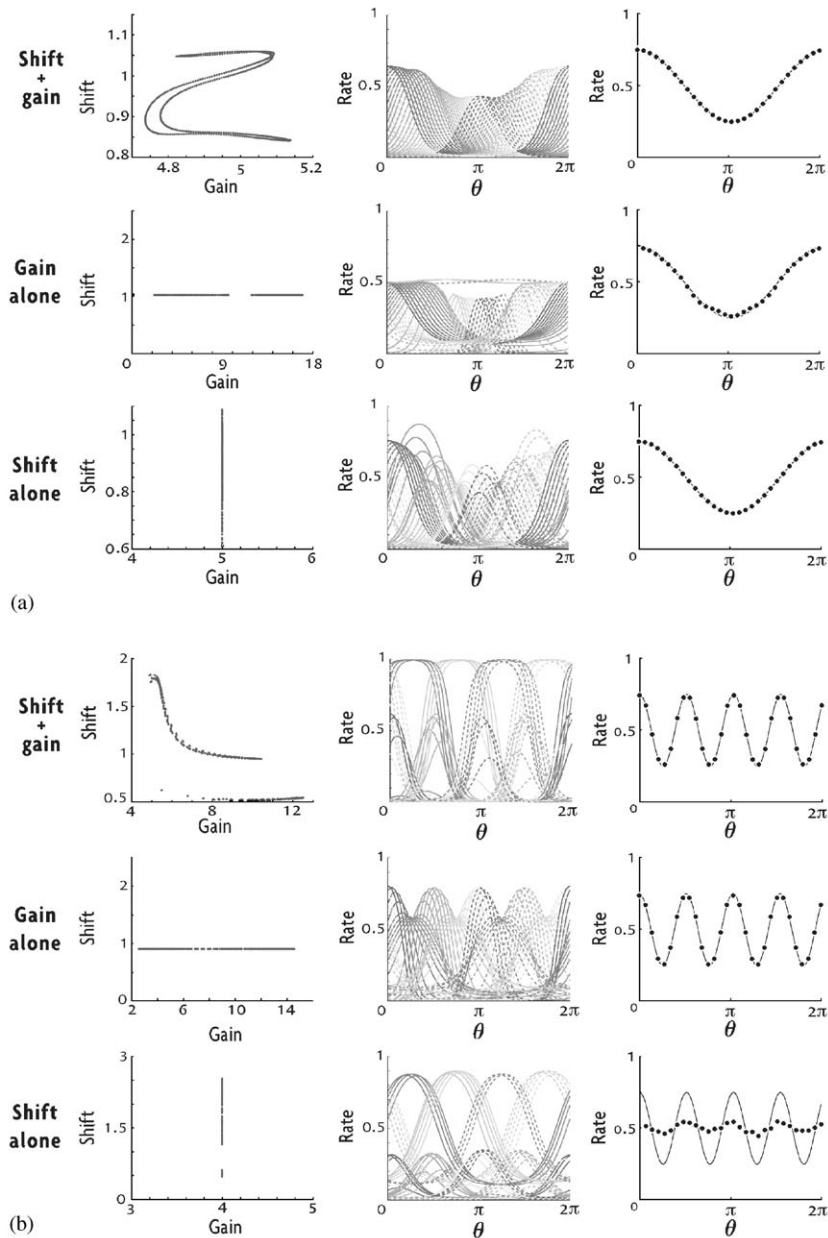 Shift
+
gain
Shift
1.1
1
0.9
0.8
4.8 5 5.2
Gain
Rate
1
0.5
0 π 2π
θ
Rate
1
0.5
0 π 2π
θ
Gain
alone
Shift
2
1
0 9 18
Gain
Rate
1
0.5
0 π 2π
θ
Rate
1
0.5
0 π 2π
θ
Shift
alone
Shift
1
0.8
0.6
4 5 6
Gain
Rate
1
0.5
0 π 2π
θ
Rate
1
0.5
0 π 2π
θ
(a)
Shift
+
gain
Shift
2
1.5
1
0.5
4 8 12
Gain
Rate
1
0.5
0 π 2π
θ
Rate
1
0.5
0 π 2π
θ
Gain
alone
Shift
2
1
0
2 6 10 14
Gain
Rate
1
0.5
0 π 2π
θ
Rate
1
0.5
0 π 2π
θ
Shift
alone
Shift
3
1.5
0
3 4 5
Gain
Rate
1
0.5
0 π 2π
θ
Rate
1
0.5
0 π 2π
θ
(b)